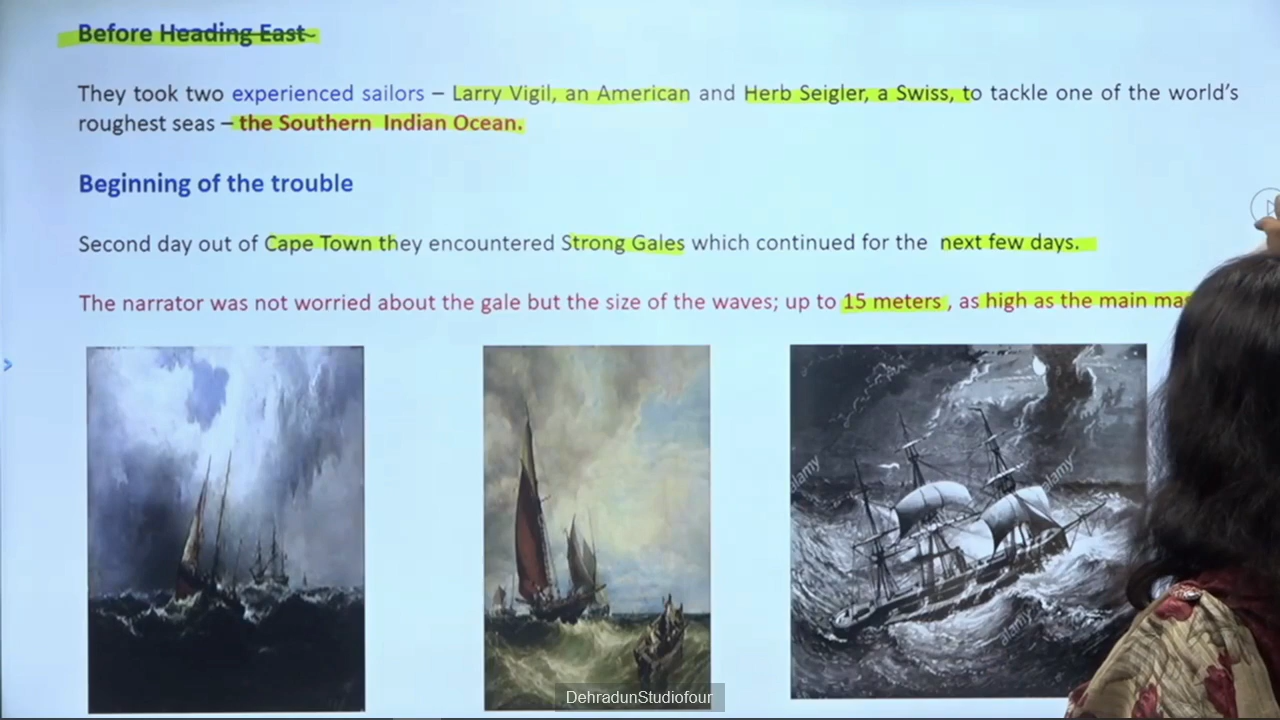 Before Heading East
They took two experienced sailors – Larry Vigil, an American and Herb Seigler, a Swiss, to tackle one of the world's
roughest seas – the Southern Indian Ocean.
Beginning of the trouble
Second day out of Cape Town they encountered Strong Gales which continued for the next few days.
The narrator was not worried about the gale but the size of the waves; up to 15 meters , as high as the main
alamy
alamy
alamy
DehradunStudiofour